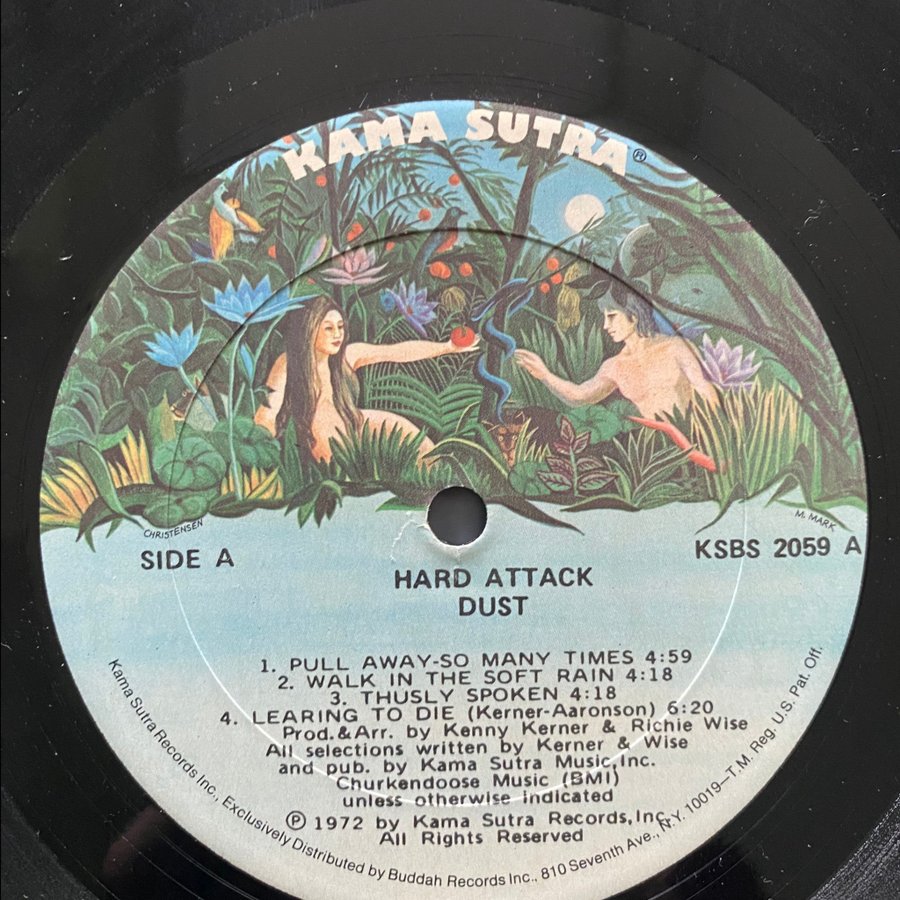 KAMA SUTRA®
CHRISTENSEN
M. MARK
SIDE A
KSBS 2059 A
HARD ATTACK
DUST
1. PULL AWAY-SO MANY TIMES 4:59
2. WALK IN THE SOFT RAIN 4:18
3. THUSLY SPOKEN 4:18
4. LEARING TO DIE (Kerner-Aaronson) 6:20
Prod.& Arr. by Kenny Kerner & Richie Wise
All selections written by Kerner & Wise
and pub. by Kama Sutra Music, Inc.
Churkendoose Music (BMI)
unless otherwise indicated
℗ 1972 by Kama Sutra Records, Inc.
All Rights Reserved
Kama Sutra Records Inc., Exclusively Distributed by Buddah Records Inc., 810 Seventh Ave., N.Y. 10019—T.M. Reg. U.S. Pat. Off.